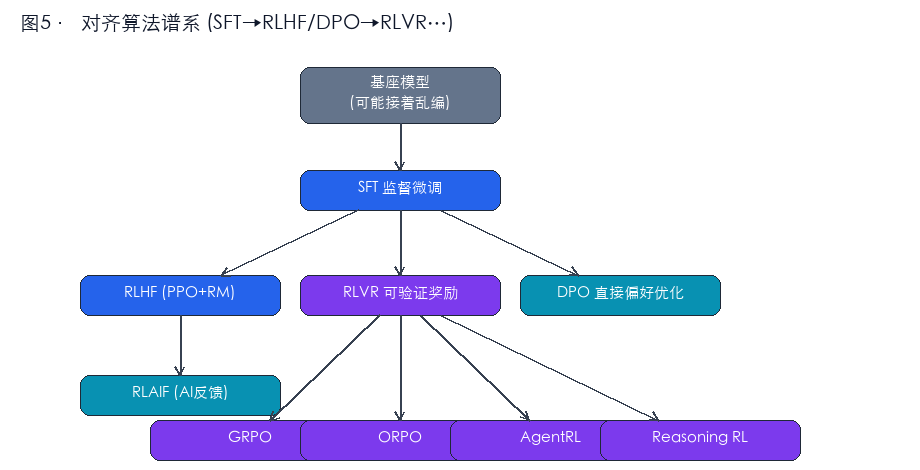 图5 · 对齐算法谱系 (SFT→RLHF/DPO→RLVR…)
基座模型
(可能接着乱编)
SFT 监督微调
RLHF (PPO+RM)
RLVR 可验证奖励
DPO 直接偏好优化
RLAIF (AI反馈)
GRPO
ORPO
AgentRL
Reasoning RL